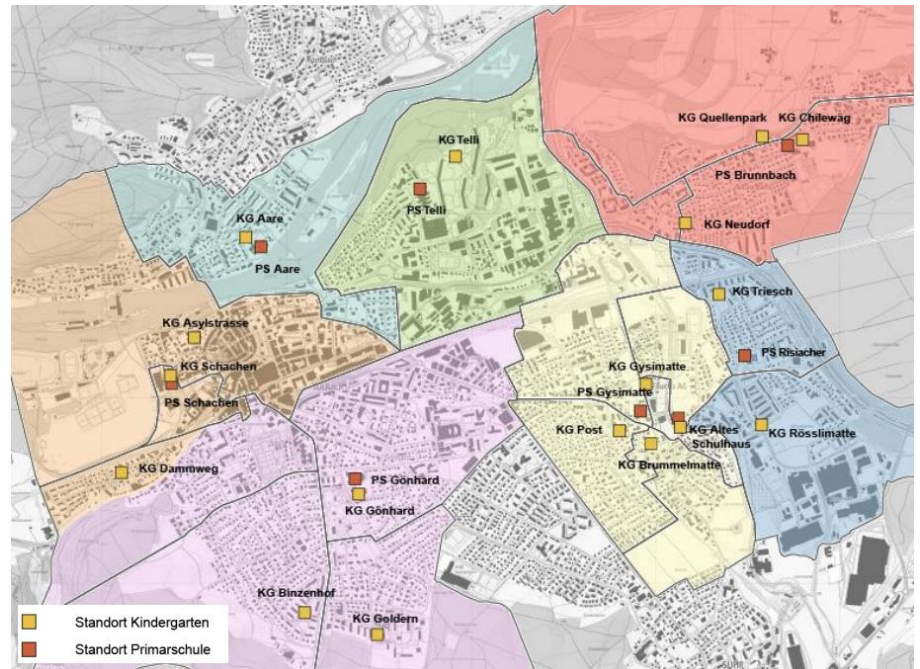 KG Quellenpark
KG Chilewäg
PS Brunnbach
KG Telli
PS Telli
KG Neudorf
KG Aare
PS Aare
KG Triesch
KG Asylstrasse
KG Schachen
PS Schachen
PS Risiacher
KG Gysimatte
PS Gysimatte
KG Post
KG Altes
Schulhaus
KG Rösslimatte
KG Brummelmatte
KG Dammweg
PS Gönhard
KG Gönhard
KG Binzenhof
KG Goldern
Standort Kindergarten
Standort Primarschule
SUHR